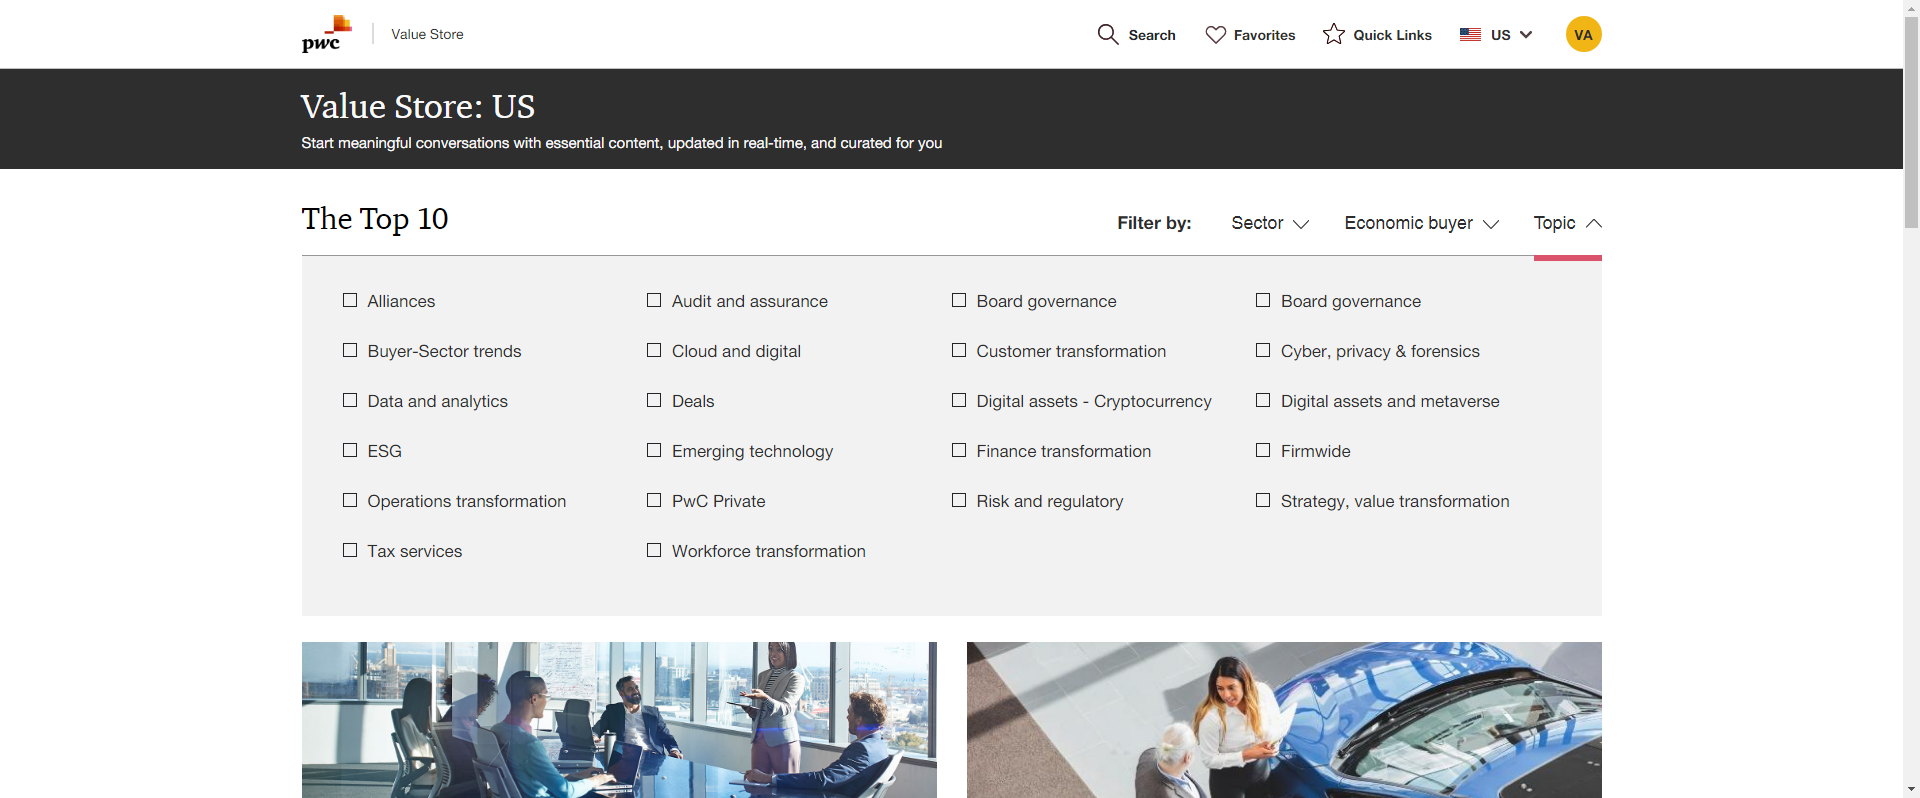 pwc
Value Store
Search
Favorites
Quick Links
US
VA
Value Store: US
Start meaningful conversations with essential content, updated in real-time, and curated for you
The Top 10
Filter by:
Sector
Economic buyer
Topic
Alliances
Audit and assurance
Board governance
Board governance
Buyer-Sector trends
Cloud and digital
Customer transformation
Cyber, privacy & forensics
Data and analytics
Deals
Digital assets - Cryptocurrency
Digital assets and metaverse
ESG
Emerging technology
Finance transformation
Firmwide
Operations transformation
PwC Private
Risk and regulatory
Strategy, value transformation
Tax services
Workforce transformation